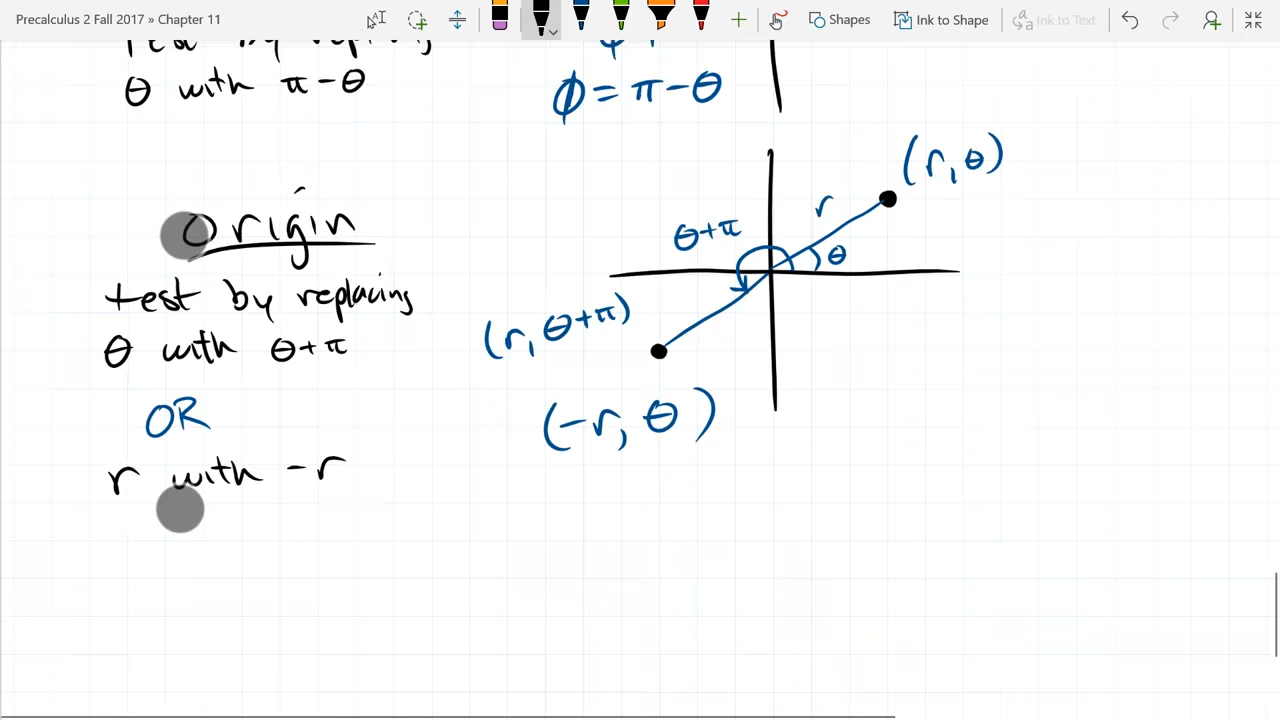 Precalculus 2 Fall 2017 » Chapter 11
Shapes
Ink to Shape
Ink to Text
θ with π-θ
ϕ = π-θ
Origin
test by replacing
θ with θ+π
OR
r with -r
(r, θ)
r
θ
θ+π
(r, θ+π)
(-r, θ)